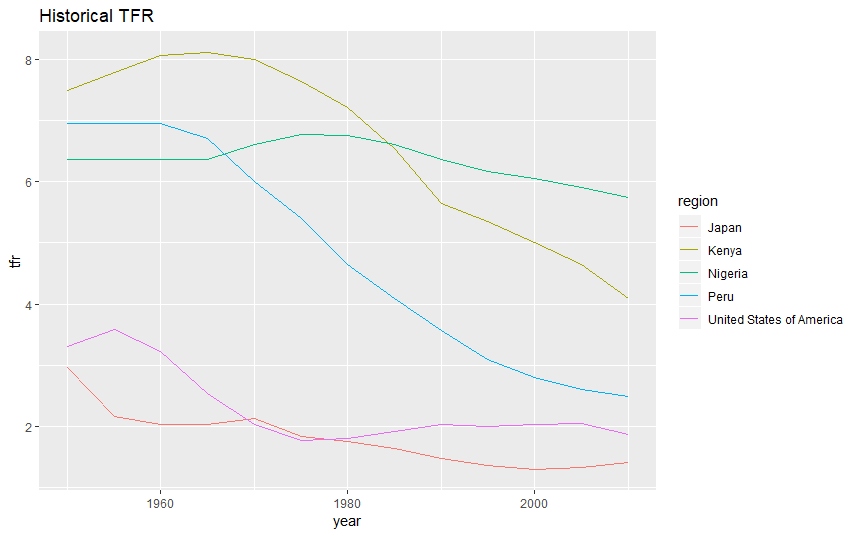 Historical TFR
8
6
4
2
tfr
1960
1980
2000
year
region
Japan
Kenya
Nigeria
Peru
United States of America